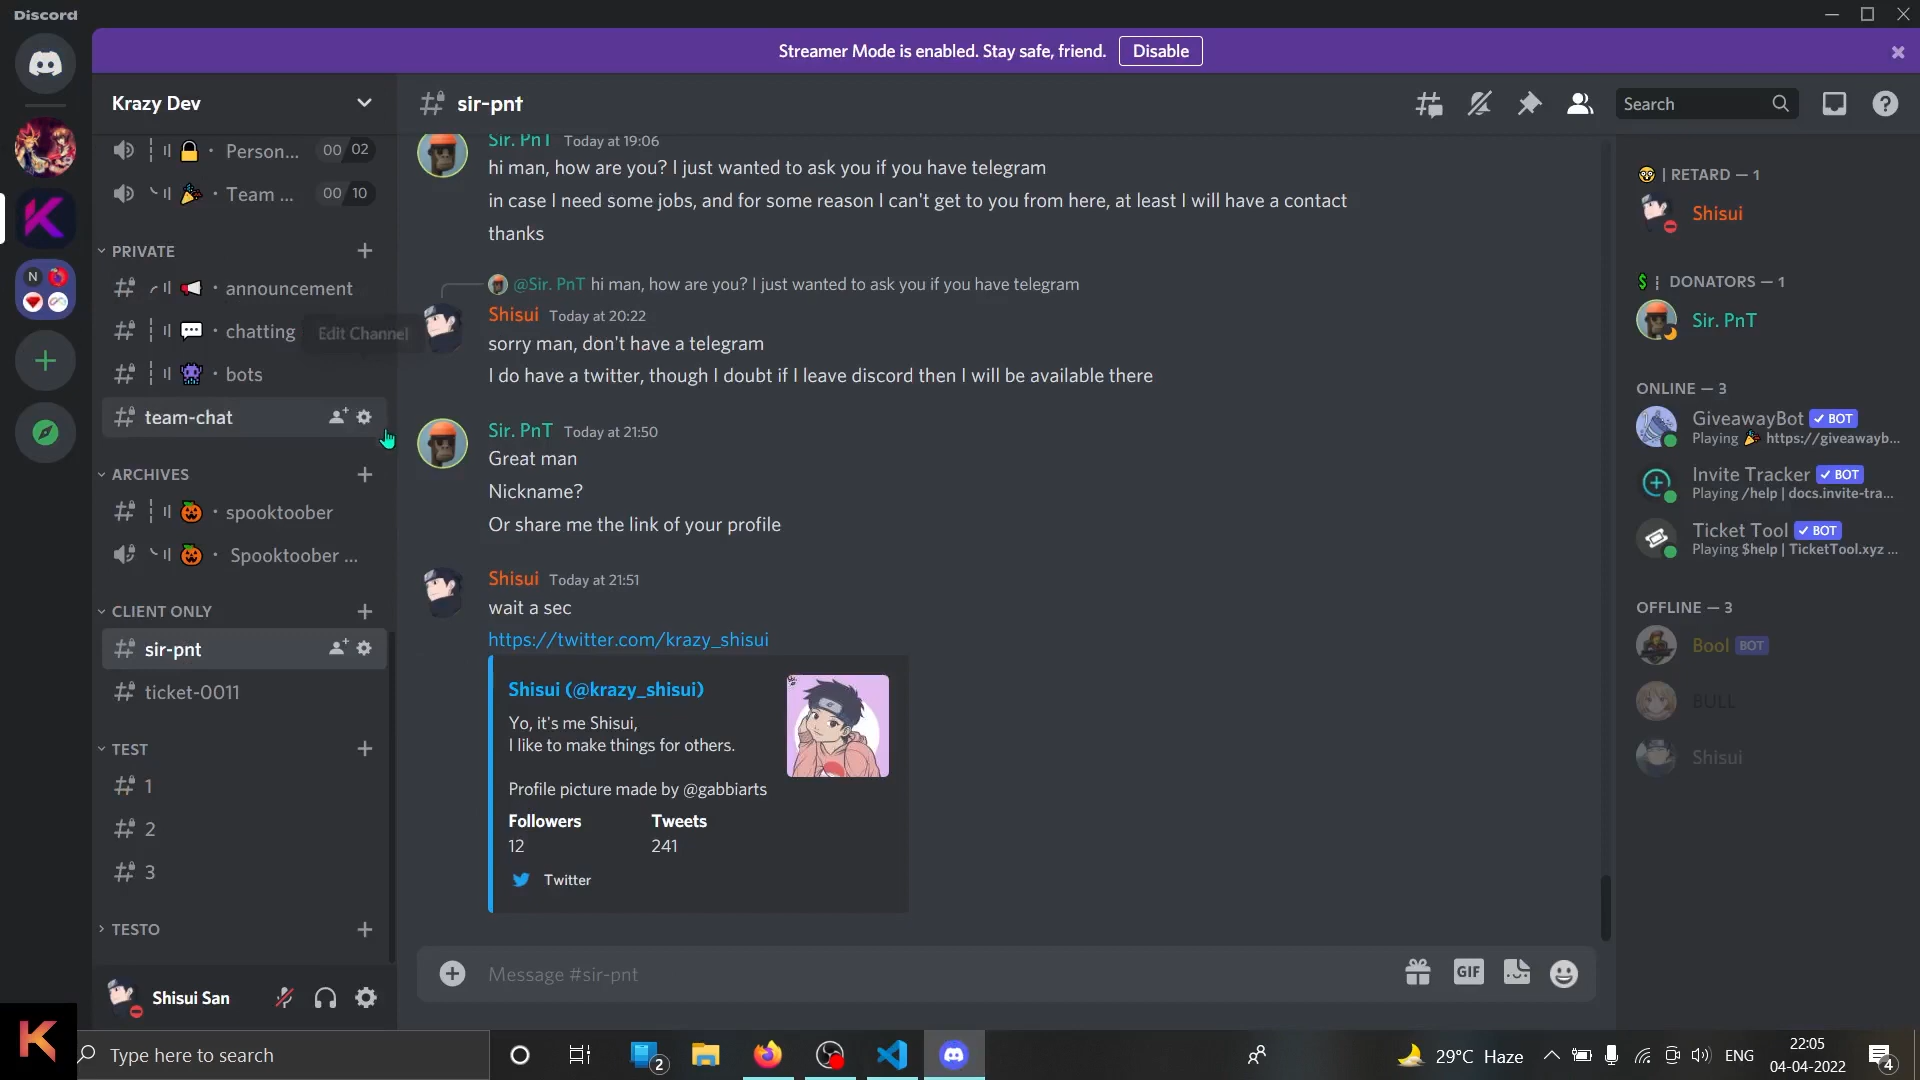 Discord
Streamer Mode is enabled. Stay safe, friend.
Disable
Krazy Dev
Person...
00 02
Team ...
00 10
PRIVATE
announcement
chatting
Edit Channel
bots
team-chat
ARCHIVES
spooktoober
Spooktoober ...
CLIENT ONLY
sir-pnt
ticket-0011
TEST
1
2
3
TESTO
Shisui San
sir-pnt
Search
Sir. PnT Today at 19:06
hi man, how are you? I just wanted to ask you if you have telegram
in case I need some jobs, and for some reason I can't get to you from here, at least I will have a contact
thanks
@Sir. PnT hi man, how are you? I just wanted to ask you if you have telegram
Shisui Today at 20:22
sorry man, don't have a telegram
I do have a twitter, though I doubt if I leave discord then I will be available there
Sir. PnT Today at 21:50
Great man
Nickname?
Or share me the link of your profile
Shisui Today at 21:51
wait a sec
https://twitter.com/krazy_shisui
Shisui (@krazy_shisui)
Yo, it's me Shisui,
I like to make things for others.
Profile picture made by @gabbiarts
Followers Tweets
12 241
Twitter
Message #sir-pnt
GIF
| RETARD — 1
Shisui
$ ¦ DONATORS — 1
Sir. PnT
ONLINE — 3
GiveawayBot ✓ BOT
Playing 🎉 https://giveawayb...
Invite Tracker ✓ BOT
Playing /help | docs.invite-tra...
Ticket Tool ✓ BOT
Playing $help | TicketTool.xyz ...
OFFLINE — 3
Bool BOT
BULL
Shisui
N
K
Type here to search
2
29°C Haze
ENG
22:05
04-04-2022
4